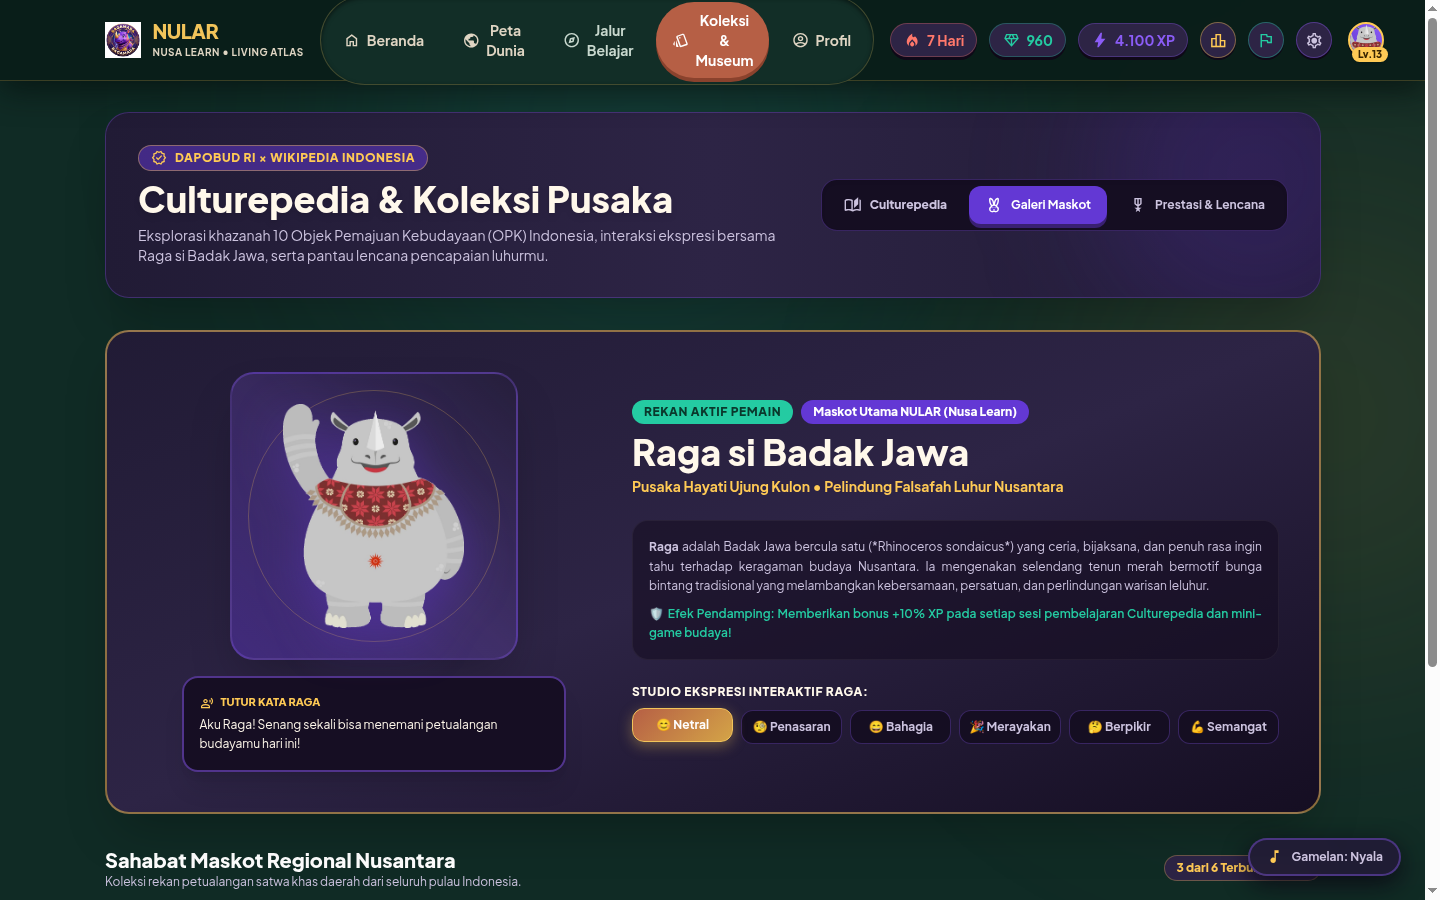 NULAR
NUSA LEARN ● LIVING ATLAS
Beranda
Peta
Dunia
Jalur
Belajar
Koleksi
&
Museum
Profil
7 Hari
960
4.100 XP
Lv.13
DAPOBUD RI × WIKIPEDIA INDONESIA
Culturepedia & Koleksi Pusaka
Eksplorasi khazanah 10 Objek Pemajuan Kebudayaan (OPK) Indonesia, interaksi ekspresi bersama
Raga si Badak Jawa, serta pantau lencana pencapaian luhurmu.
Culturepedia
Galeri Maskot
Prestasi & Lencana
REKAN AKTIF PEMAIN
Maskot Utama NULAR (Nusa Learn)
Raga si Badak Jawa
Pusaka Hayati Ujung Kulon ● Pelindung Falsafah Luhur Nusantara
Raga adalah Badak Jawa bercula satu (*Rhinoceros sondaicus*) yang ceria, bijaksana, dan penuh rasa ingin
tahu terhadap keragaman budaya Nusantara. Ia mengenakan selendang tenun merah bermotif bunga
bintang tradisional yang melambangkan kebersamaan, persatuan, dan perlindungan warisan leluhur.
🛡️ Efek Pendamping: Memberikan bonus +10% XP pada setiap sesi pembelajaran Culturepedia dan mini-
game budaya!
TUTUR KATA RAGA
Aku Raga! Senang sekali bisa menemani petualangan
budayamu hari ini!
STUDIO EKSPRESI INTERAKTIF RAGA:
😊 Netral
🧐 Penasaran
😄 Bahagia
🎉 Merayakan
🤔 Berpikir
💪 Semangat
Sahabat Maskot Regional Nusantara
Koleksi rekan petualangan satwa khas daerah dari seluruh pulau Indonesia.
3 dari 6
Gamelan: Nyala